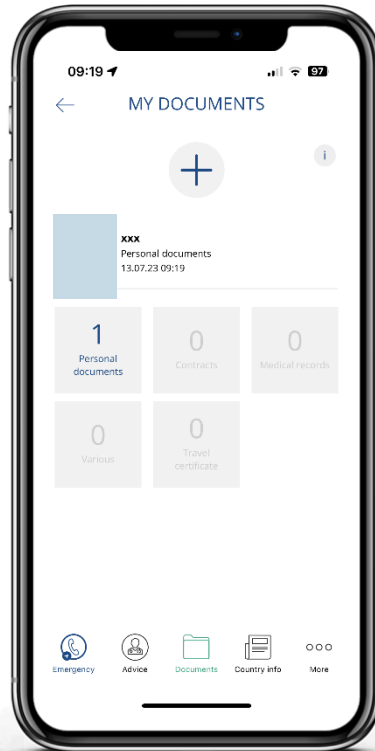 09:19
97
MY DOCUMENTS
i
xxx
Personal documents
13.07.23 09:19
1
Personal
documents
0
Contracts
0
Medical records
0
Various
0
Travel
certificate
Emergency
Advice
Documents
Country info
More